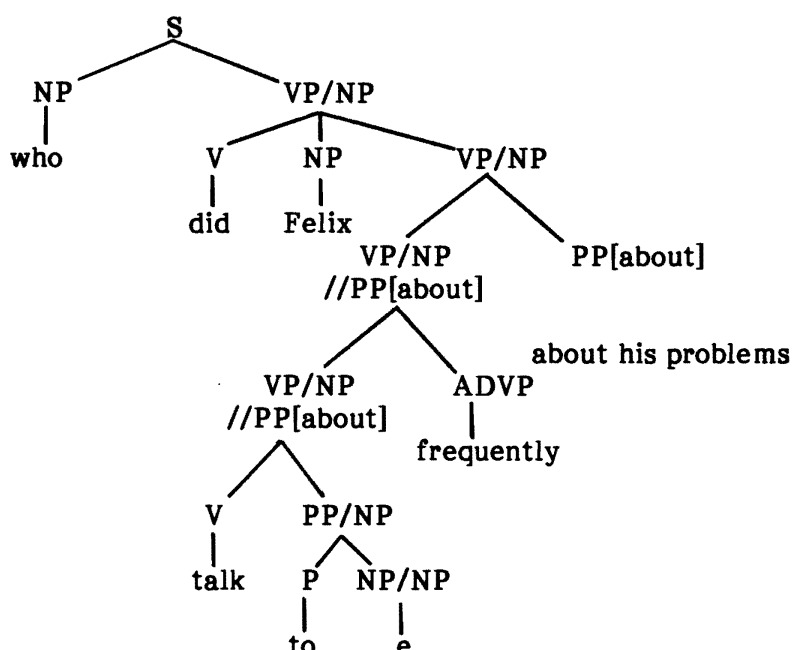 S
NP VP/NP
who V NP VP/NP
did Felix
VP/NP PP[about]
//PP[about]
about his problems
VP/NP ADVP
//PP[about]
frequently
V PP/NP
talk P NP/NP
to e